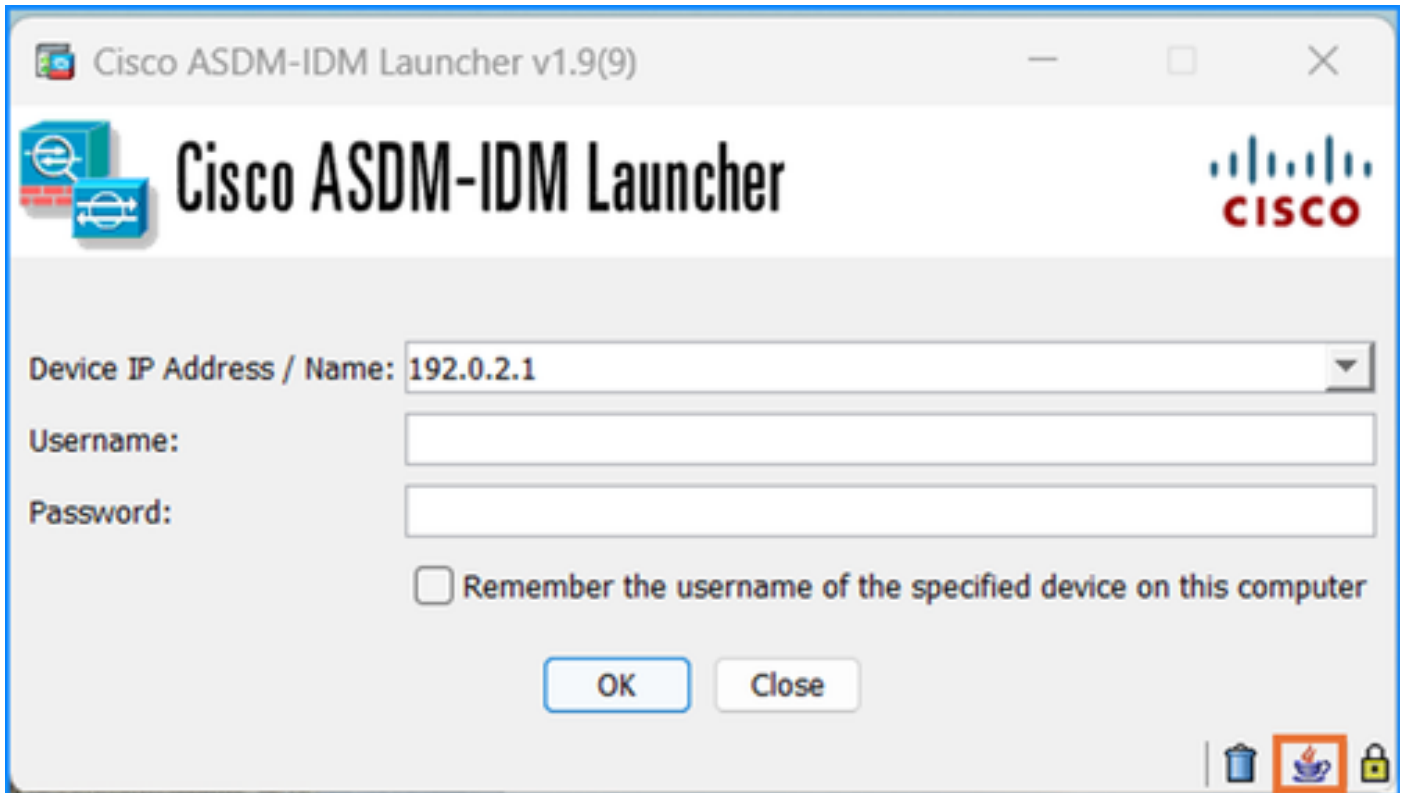 Cisco ASDM-IDM Launcher v1.9(9)
Cisco ASDM-IDM Launcher
CISCO
Device IP Address / Name: 192.0.2.1
Username:
Password:
Remember the username of the specified device on this computer
OK Close